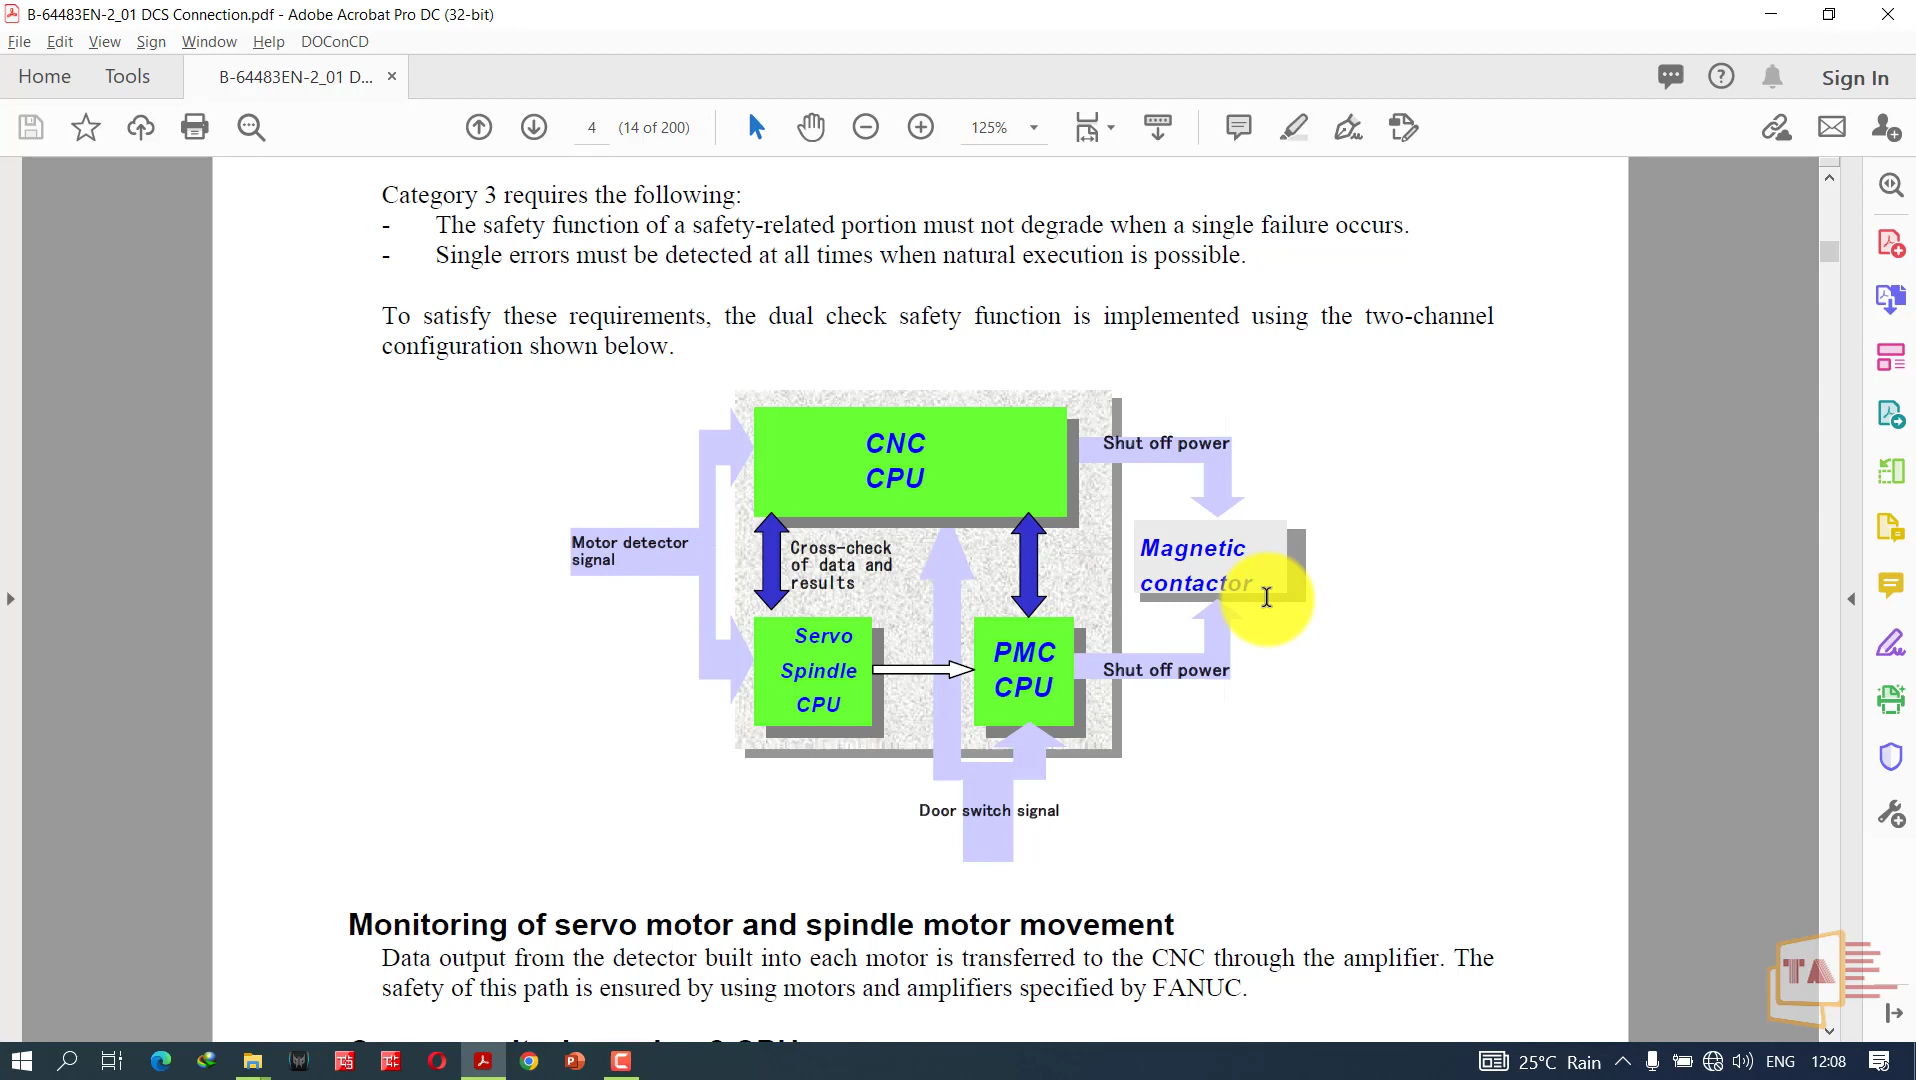 B-64483EN-2_01 DCS Connection.pdf - Adobe Acrobat Pro DC (32-bit)
File Edit View Sign Window Help DOConCD
Home Tools B-64483EN-2_01 D... Sign In
4 (14 of 200) 125%
Category 3 requires the following:
- The safety function of a safety-related portion must not degrade when a single failure occurs.
- Single errors must be detected at all times when natural execution is possible.
To satisfy these requirements, the dual check safety function is implemented using the two-channel
configuration shown below.
CNC
CPU
Shut off power
Motor detector
signal
Cross-check
of data and
results
Magnetic
contactor
Servo
Spindle
CPU
PMC
CPU
Shut off power
Door switch signal
Monitoring of servo motor and spindle motor movement
Data output from the detector built into each motor is transferred to the CNC through the amplifier. The
safety of this path is ensured by using motors and amplifiers specified by FANUC.
TA
25°C Rain ENG 12:08